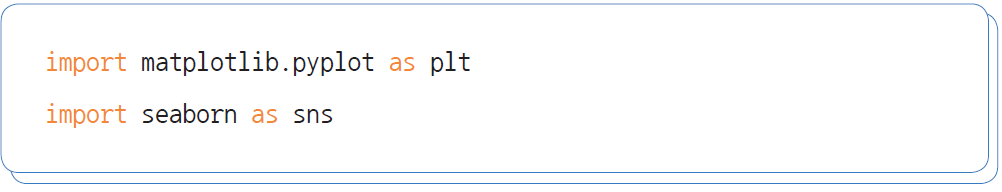 import matplotlib.pyplot as plt
import seaborn as sns